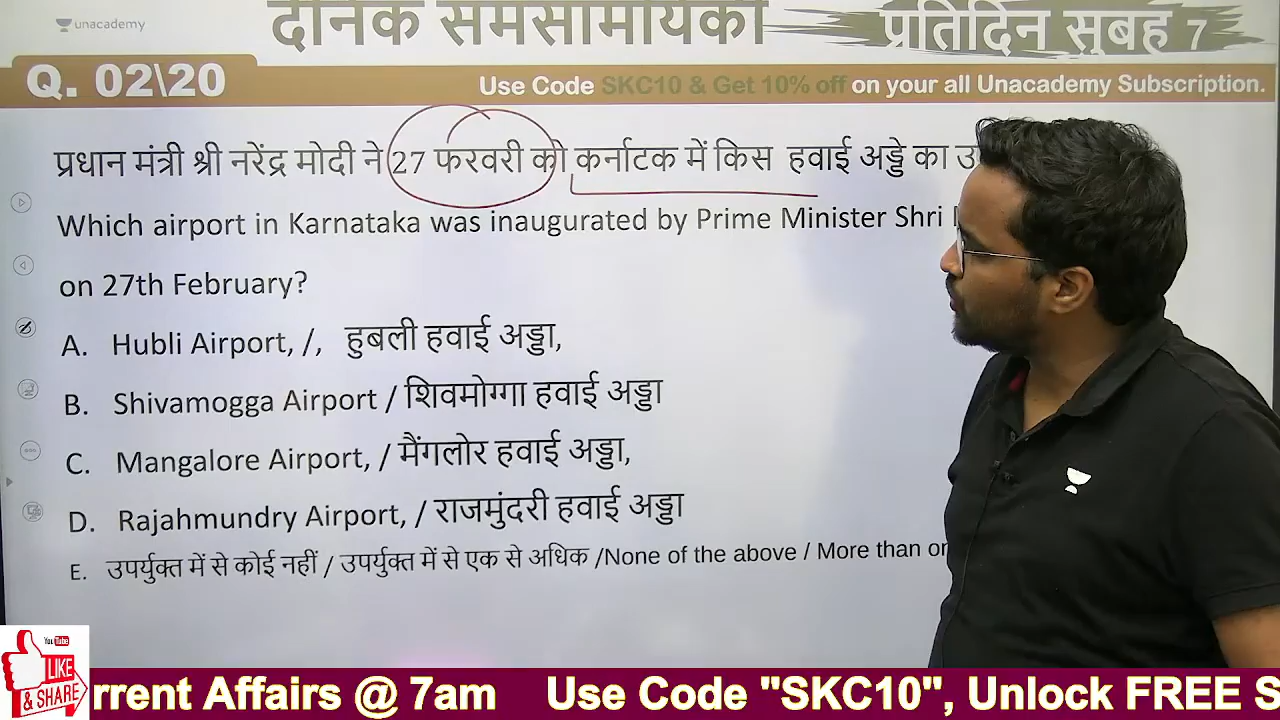 unacademy
दैनिक समसामयिकी
प्रतिदिन सुबह 7
Q. 02\20
Use Code SKC10 & Get 10% off on your all Unacademy Subscription.
प्रधान मंत्री श्री नरेंद्र मोदी ने 27 फरवरी को कर्नाटक में किस हवाई अड्डे का
Which airport in Karnataka was inaugurated by Prime Minister Shri
on 27th February?
A. Hubli Airport, /, हुबली हवाई अड्डा,
B. Shivamogga Airport / शिवमोग्गा हवाई अड्डा
C. Mangalore Airport, / मैंगलोर हवाई अड्डा,
D. Rajahmundry Airport, / राजमुंदरी हवाई अड्डा
E. उपर्युक्त में से कोई नहीं / उपर्युक्त में से एक से अधिक /None of the above / More than
YouTube
LIKE
& SHARE
rrent Affairs @ 7am Use Code "SKC10", Unlock FREE S